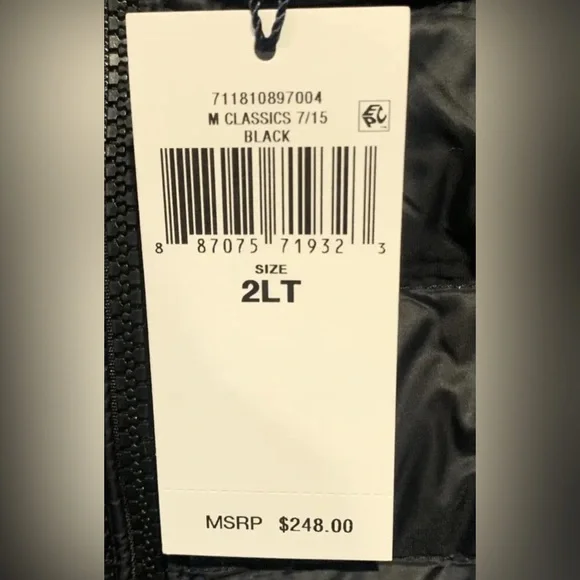 711810897004
M CLASSICS 7/15
BLACK
8 87075 71932 3
SIZE
2LT
MSRP $248.00